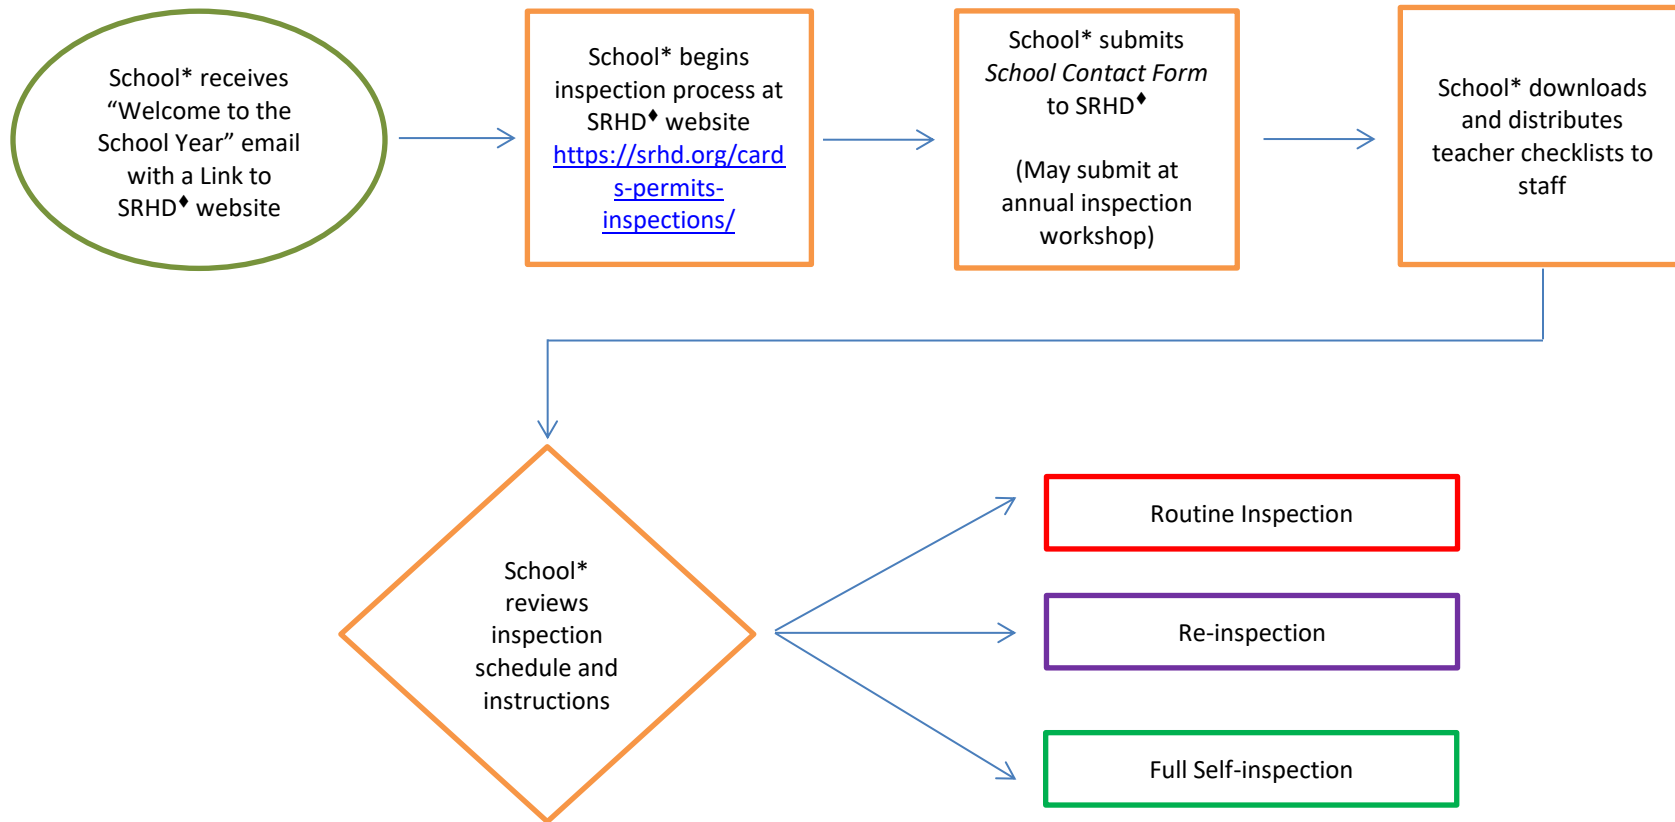 School* receives
“Welcome to the
School Year” email
with a Link to
SRHD♦ website
School* begins
inspection process at
SRHD♦ website
https://srhd.org/card
s-permits-
inspections/
School* submits
School Contact Form
to SRHD♦
(May submit at
annual inspection
workshop)
School* downloads
and distributes
teacher checklists to
staff
School*
reviews
inspection
schedule and
instructions
Routine Inspection
Re-inspection
Full Self-inspection